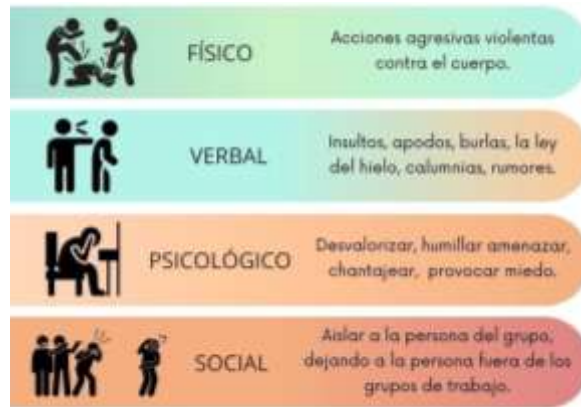 FÍSICO
Acciones agresivas violentas
contra el cuerpo.
VERBAL
Insultos, apodos, burlas, la ley
del hielo, calumnias, rumores.
PSICOLÓGICO
Desvalorizar, humillar amenazar,
chantajear, provocar miedo.
SOCIAL
Aislar a la persona del grupo,
dejando a la persona fuera de los
grupos de trabajo.